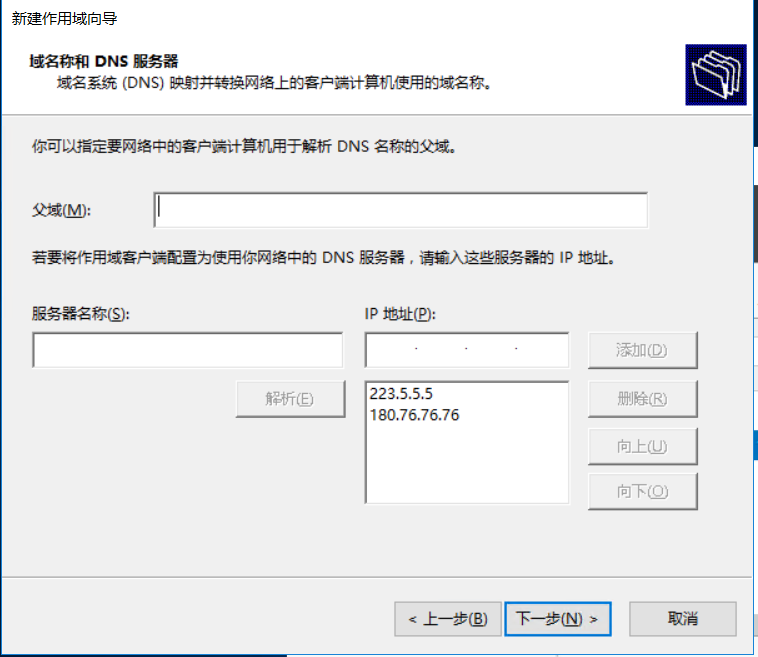 新建作用域向导
域名称和 DNS 服务器
域名系统 (DNS) 映射并转换网络上的客户端计算机使用的域名称。
你可以指定要网络中的客户端计算机用于解析 DNS 名称的父域。
父域(M):
若要将作用域客户端配置为使用你网络中的 DNS 服务器，请输入这些服务器的 IP 地址。
服务器名称(S):
IP 地址(P):
添加(D)
解析(E)
223.5.5.5
180.76.76.76
删除(R)
向上(U)
向下(O)
< 上一步(B)
下一步(N) >
取消